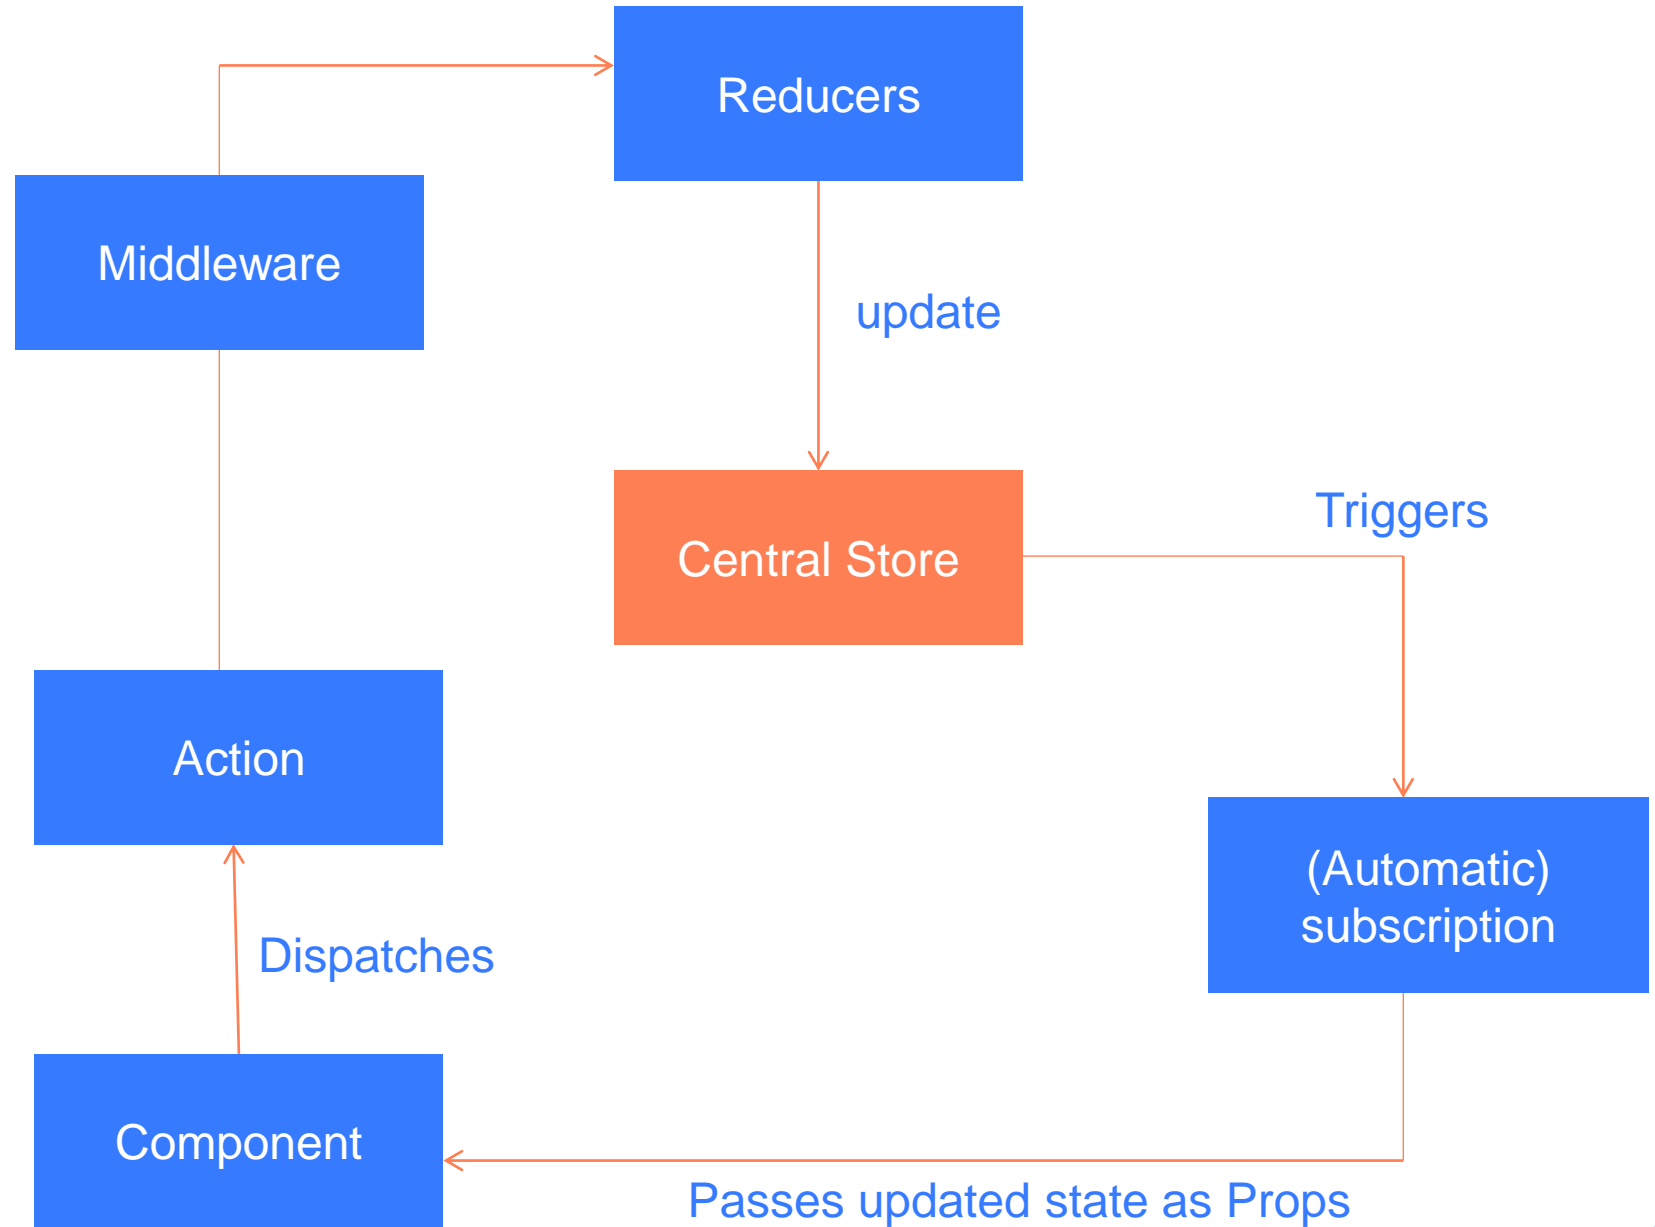 Reducers
Middleware
update
Triggers
Central Store
Action
(Automatic)
subscription
Dispatches
Component
Passes updated state as Props